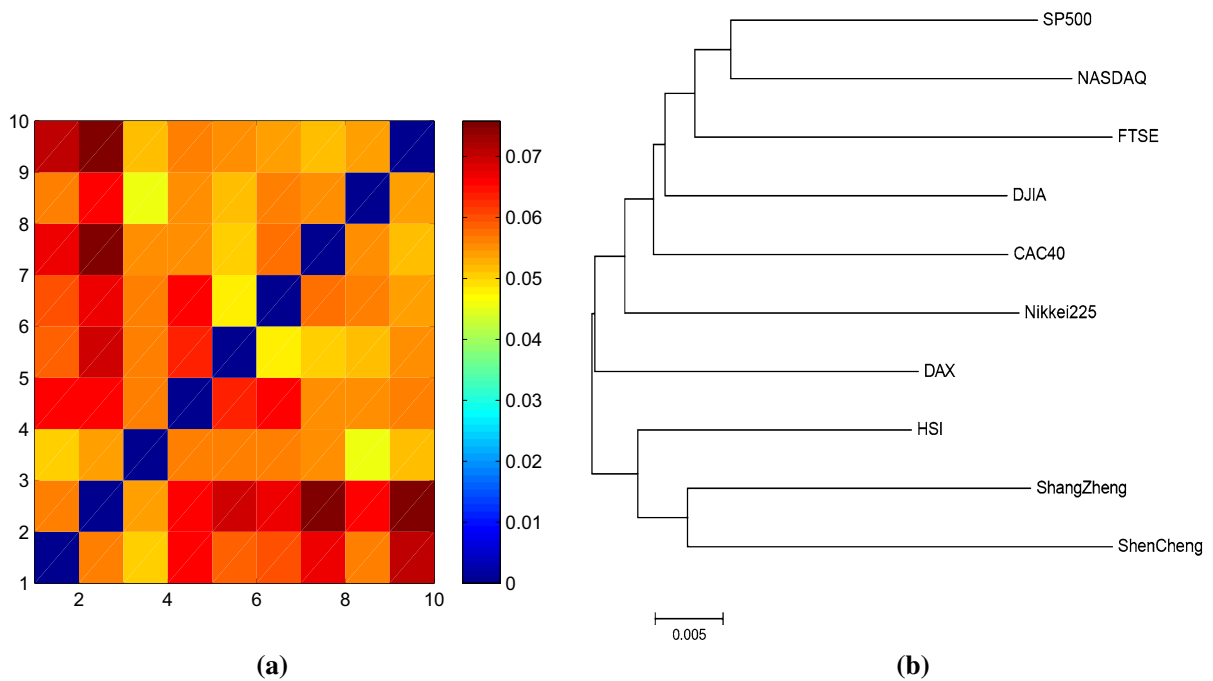 10
9
8
7
6
5
4
3
2
1
2 4 6 8 10
0.07
0.06
0.05
0.04
0.03
0.02
0.01
0
(a)
SP500
NASDAQ
FTSE
DJIA
CAC40
Nikkei225
DAX
HSI
ShangZheng
ShenCheng
0.005
(b)